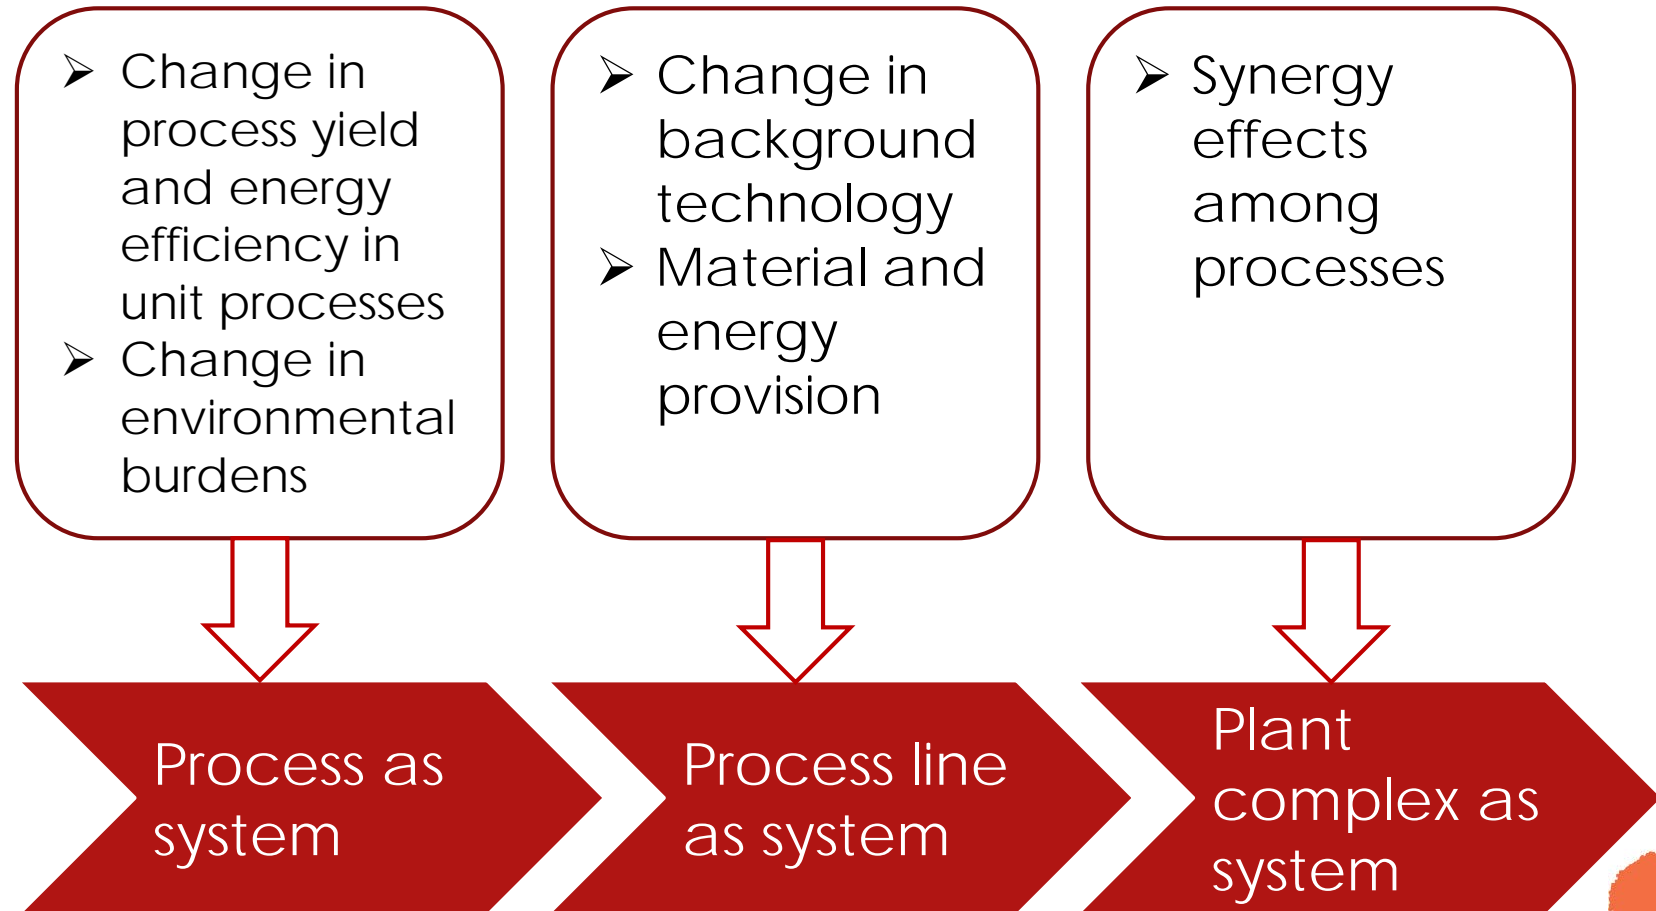 ➢ Change in
process yield
and energy
efficiency in
unit processes
➢ Change in
environmental
burdens
➢ Change in
background
technology
➢ Material and
energy
provision
➢ Synergy
effects
among
processes
Process as
system
Process line
as system
Plant
complex as
system